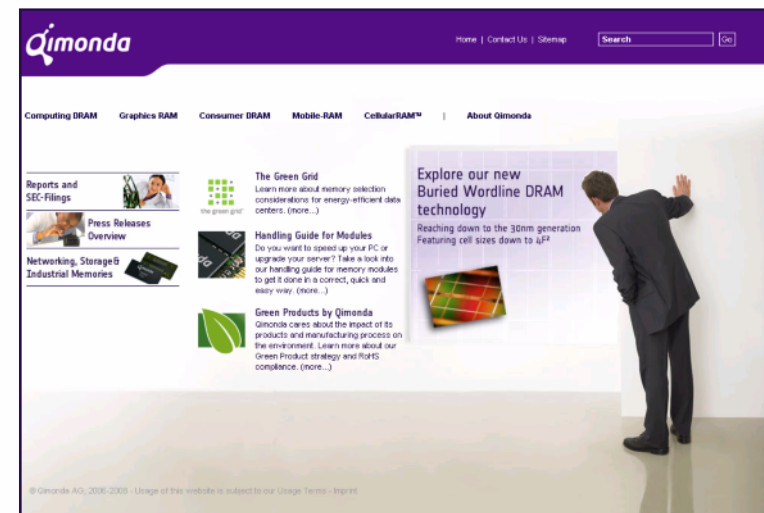 Qimonda
Home | Contact Us | Sitemap
Search
Go
Computing DRAM Graphics RAM Consumer DRAM Mobile-RAM CellularRAM™ | About Qimonda
Reports and
SEC-Filings
Press Releases
Overview
Networking, Storage&
Industrial Memories
the green grid
The Green Grid
Learn more about memory selection
considerations for energy-efficient data
centers. (more...)
Handling Guide for Modules
Do you want to speed up your PC or
upgrade your server? Take a look into
our handling guide for memory modules
to get it done in a correct, quick and
easy way. (more...)
Green Products by Qimonda
Qimonda cares about the impact of its
products and manufacturing process on
the environment. Learn more about our
Green Product strategy and RoHS
compliance. (more...)
Explore our new
Buried Wordline DRAM
technology
Reaching down to the 30nm generation
Featuring cell sizes down to 4F²
© Qimonda AG, 2006-2008 - Usage of this website is subject to our Usage Terms - Imprint